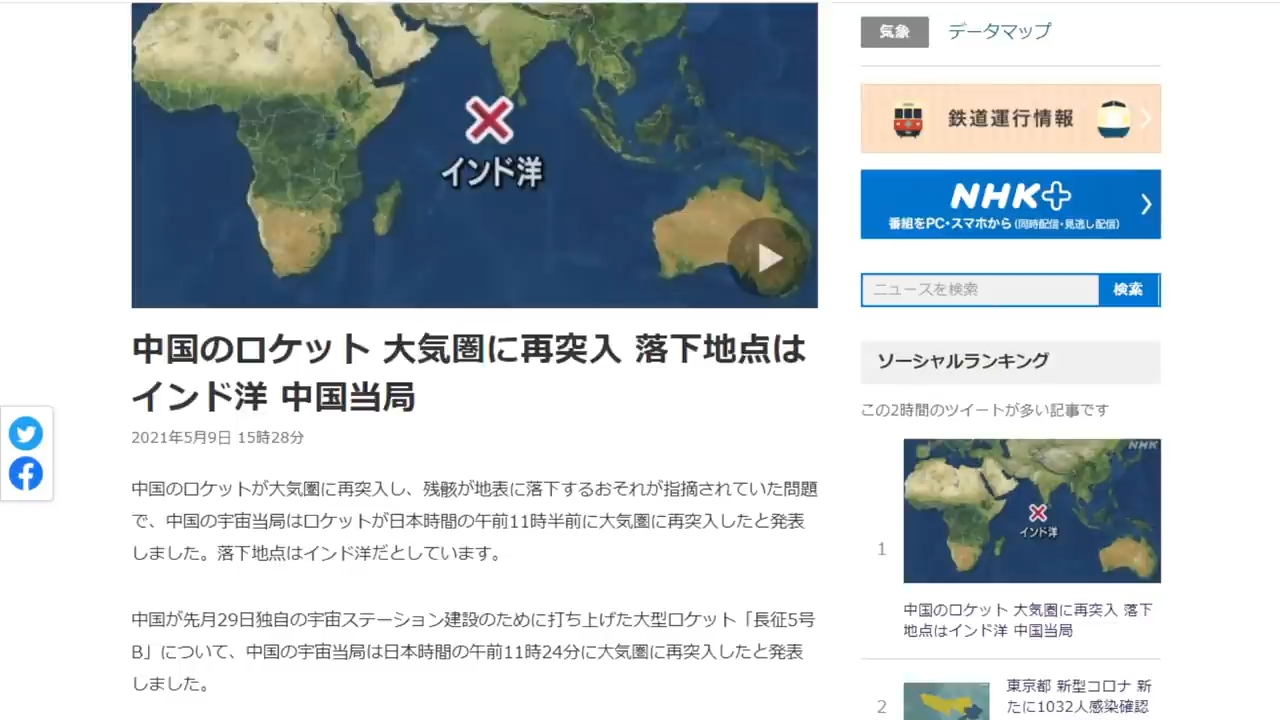 インド洋
中国のロケット 大気圏に再突入 落下地点は
インド洋 中国当局
2021年5月9日 15時28分
中国のロケットが大気圏に再突入し、残骸が地表に落下するおそれが指摘されていた問題
で、中国の宇宙当局はロケットが日本時間の午前11時半前に大気圏に再突入したと発表
しました。落下地点はインド洋だとしています。
中国が先月29日独自の宇宙ステーション建設のために打ち上げた大型ロケット「長征5号
B」について、中国の宇宙当局は日本時間の午前11時24分に大気圏に再突入したと発表
しました。
気象 データマップ
鉄道運行情報
NHK+
番組をPC・スマホから(同時配信・見逃し配信)
ニュースを検索 検索
ソーシャルランキング
この2時間のツイートが多い記事です
1
NHK
インド洋
中国のロケット 大気圏に再突入 落下
地点はインド洋 中国当局
2
東京都 新型コロナ 新
たに1032人感染確認